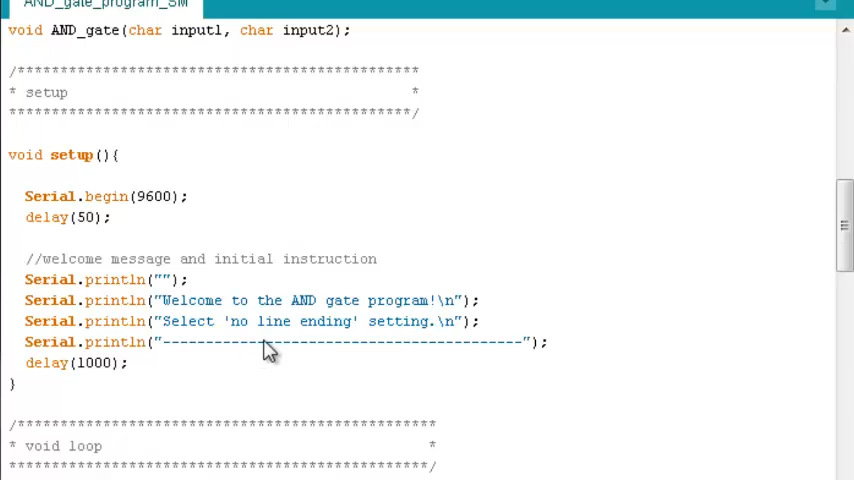 AND_gate_program_SW
void AND_gate(char input1, char input2);
/************************************************
* setup *
************************************************/
void setup(){
Serial.begin(9600);
delay(50);
//welcome message and initial instruction
Serial.println("");
Serial.println("Welcome to the AND gate program!\n");
Serial.println("Select 'no line ending' setting.\n");
Serial.println("-------------------------------------------");
delay(1000);
}
/**************************************************
* void loop *
**************************************************/